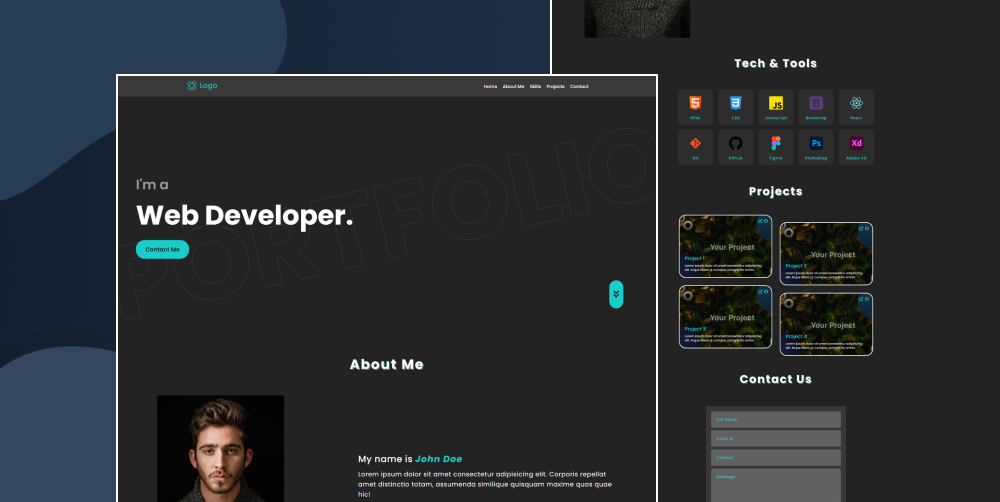 Logo
Home About Me Skills Projects Contact
PORTFOLIO
I'm a
Web Developer.
Contact Me
About Me
My name is John Doe
Lorem ipsum dolor sit amet consectetur adipisicing elit. Corporis repellat
amet distinctio totam, assumenda similique quisquam maxime quos quae
hic!
Tech & Tools
HTML CSS Javascript Bootstrap React
Git Github Figma Photoshop Adobe XD
Projects
Your Project
Project 1
Your Project
Project 2
Your Project
Project 3
Your Project
Project 4
Contact Us
Full Name
Email Id
Contact
Message